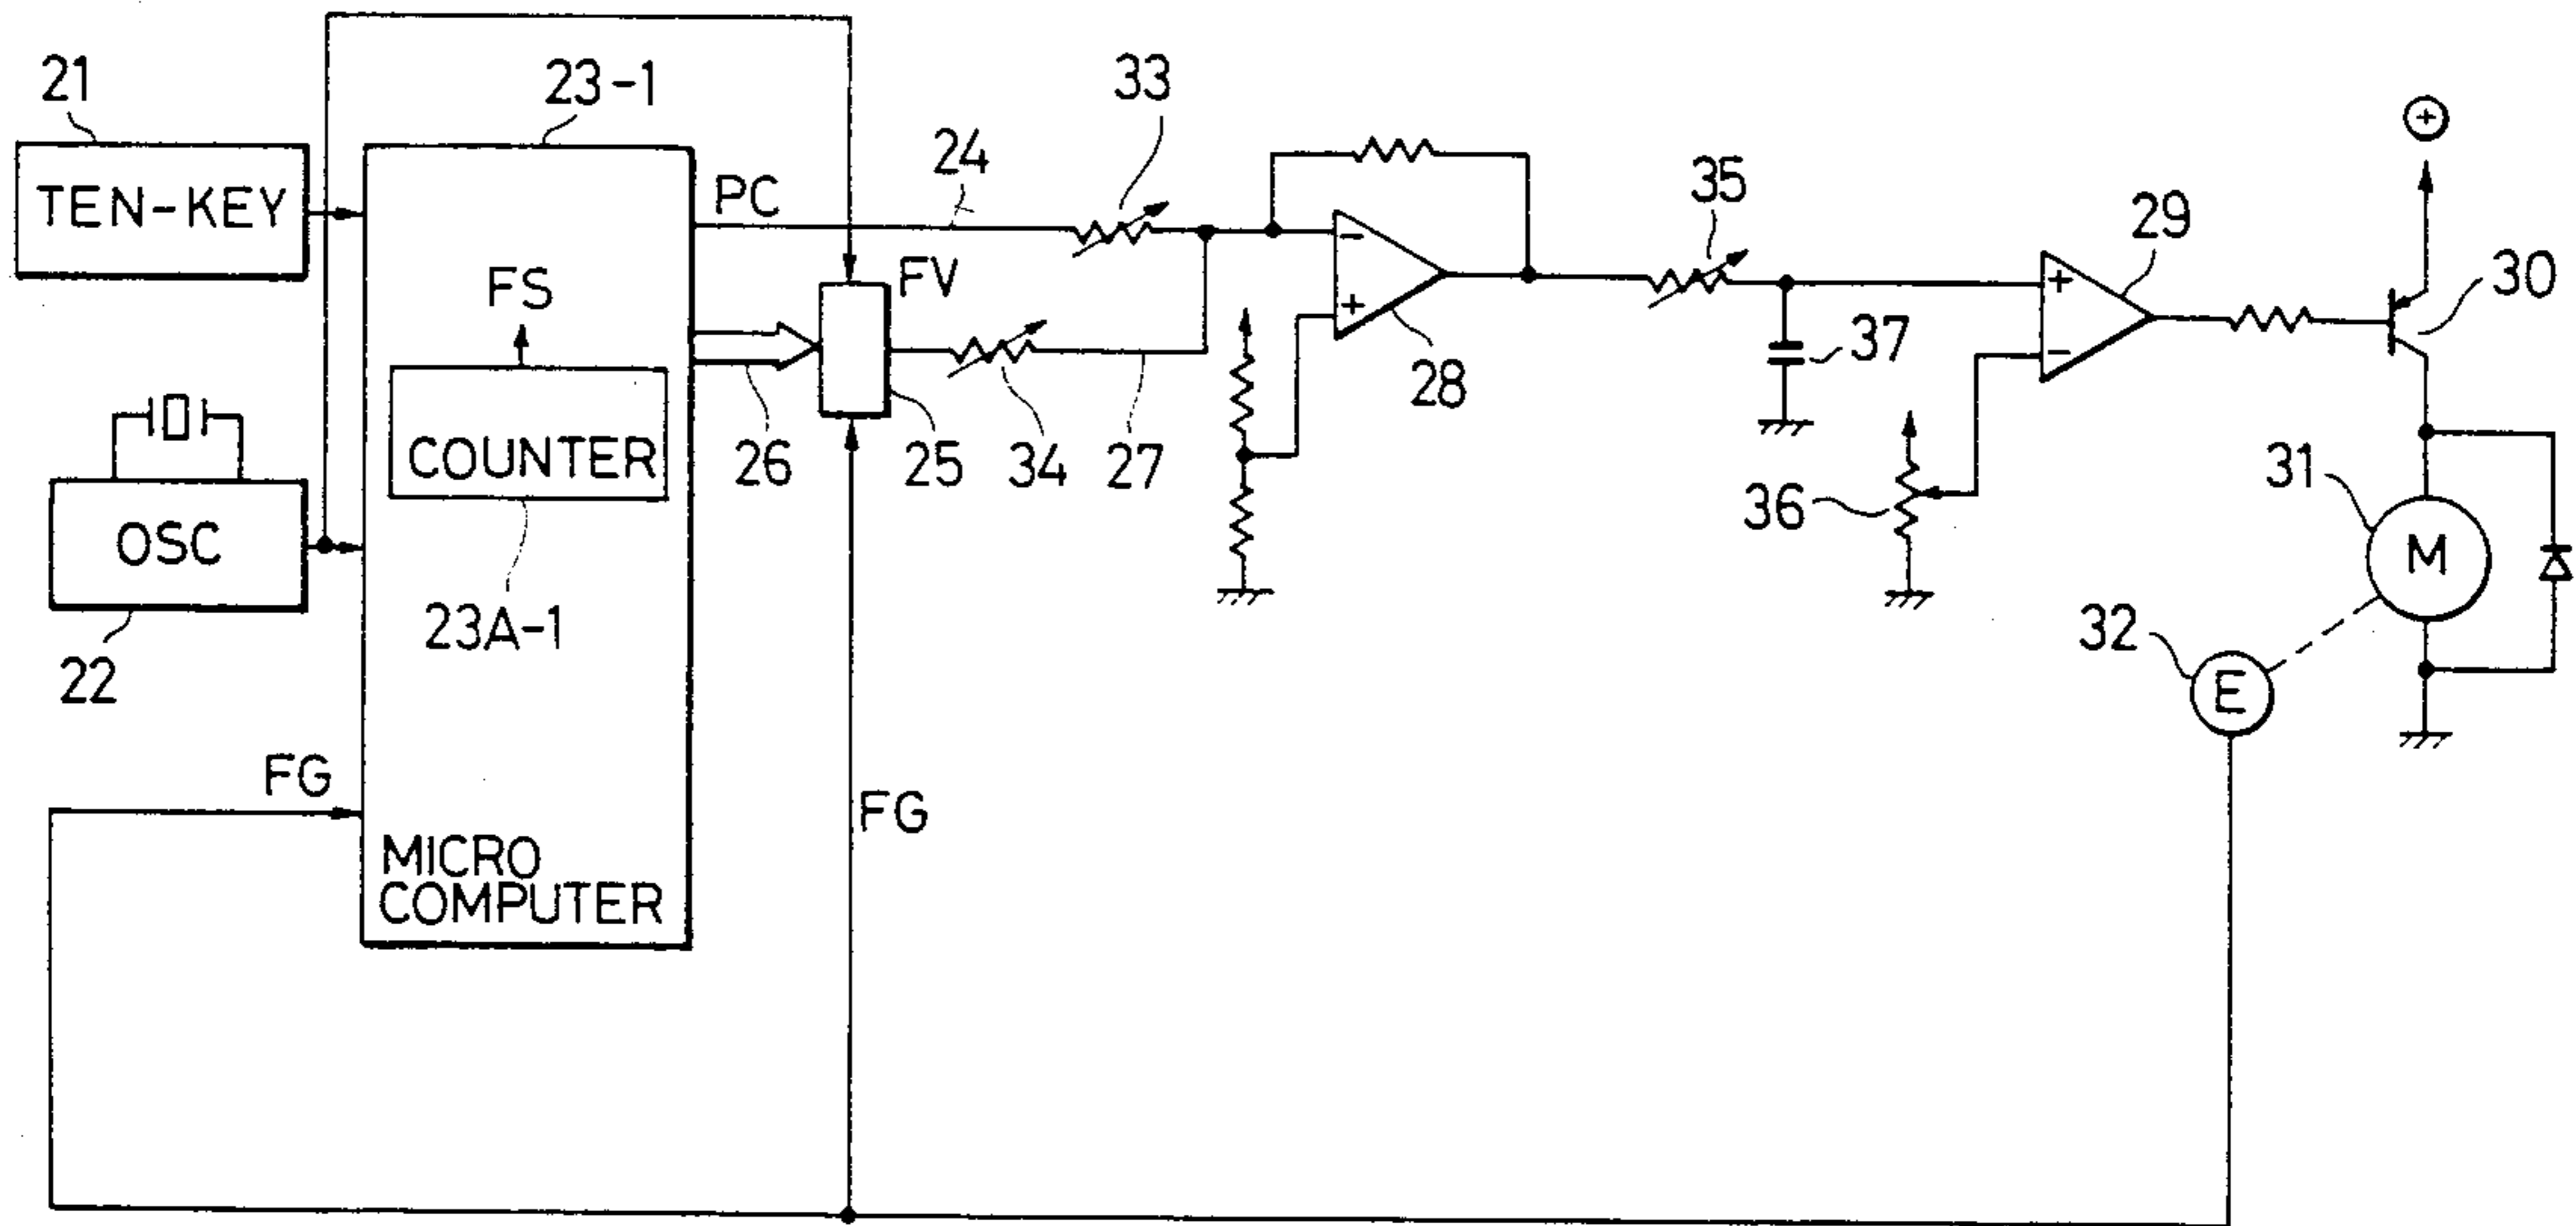 21
TEN-KEY
23-1
PC
24
33
35
29
30
FS
FV
COUNTER
26
25
34
27
28
37
36
31
M
OSC
22
23A-1
32
E
FG
FG
MICRO
COMPUTER
+
-
+
+
-